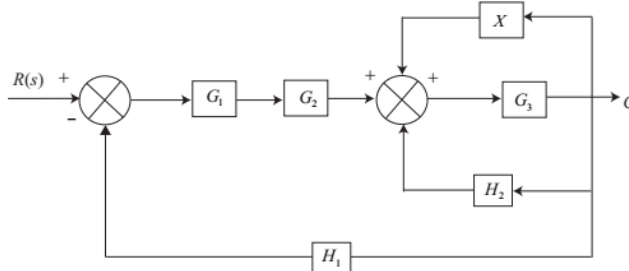 X
R(s) + + +
G₁ G₂ G₃ C
−
H₂
H₁